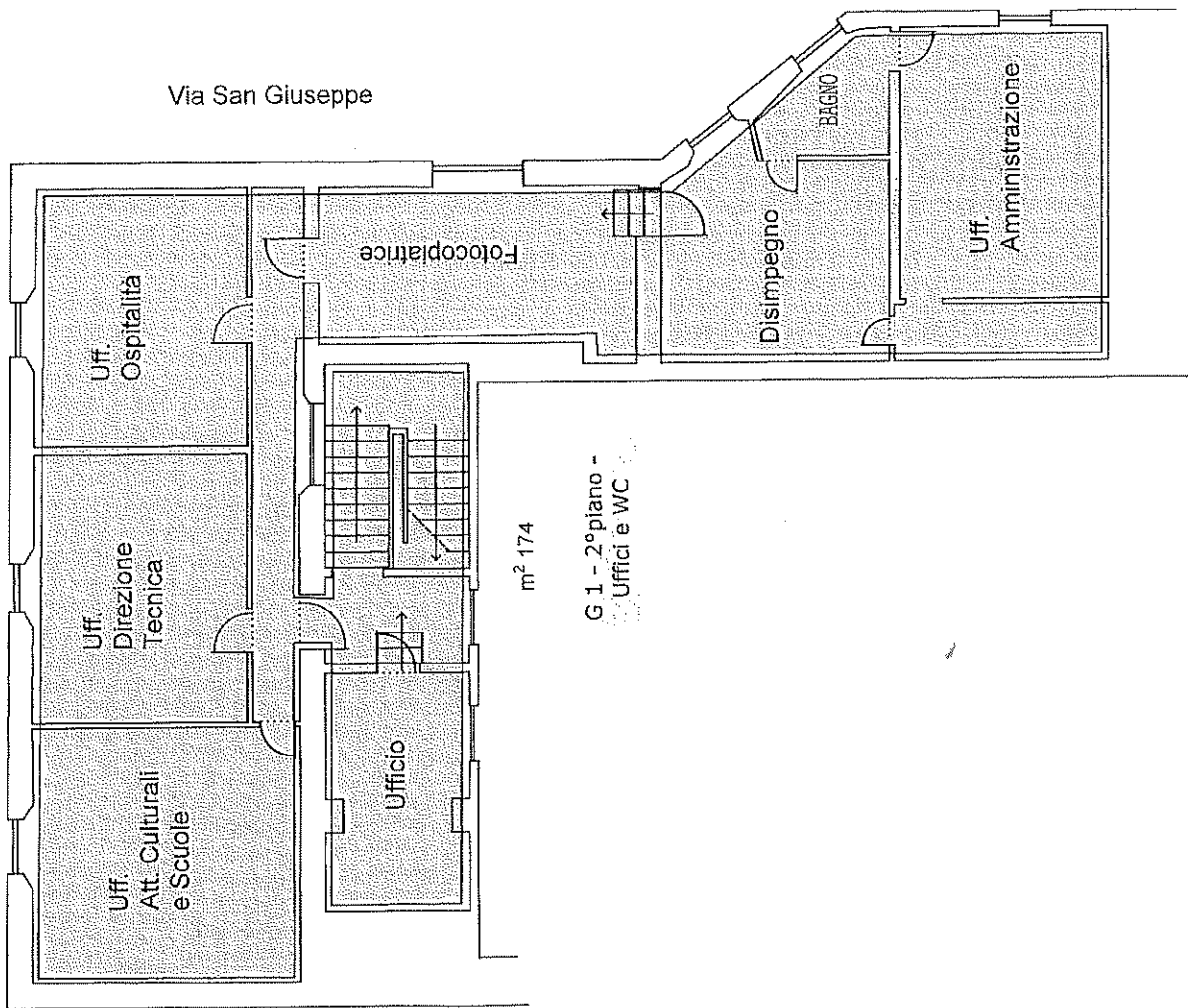 Via San Giuseppe
BAGNO
Uff.
Amministrazione
Uff.
Ospitalità
Fotocopiatrice
Disimpegno
Uff.
Direzione
Tecnica
m² 174
G 1 - 2° piano -
Uffici e WC
Uff.
Att. Culturali
e Scuole
Ufficio